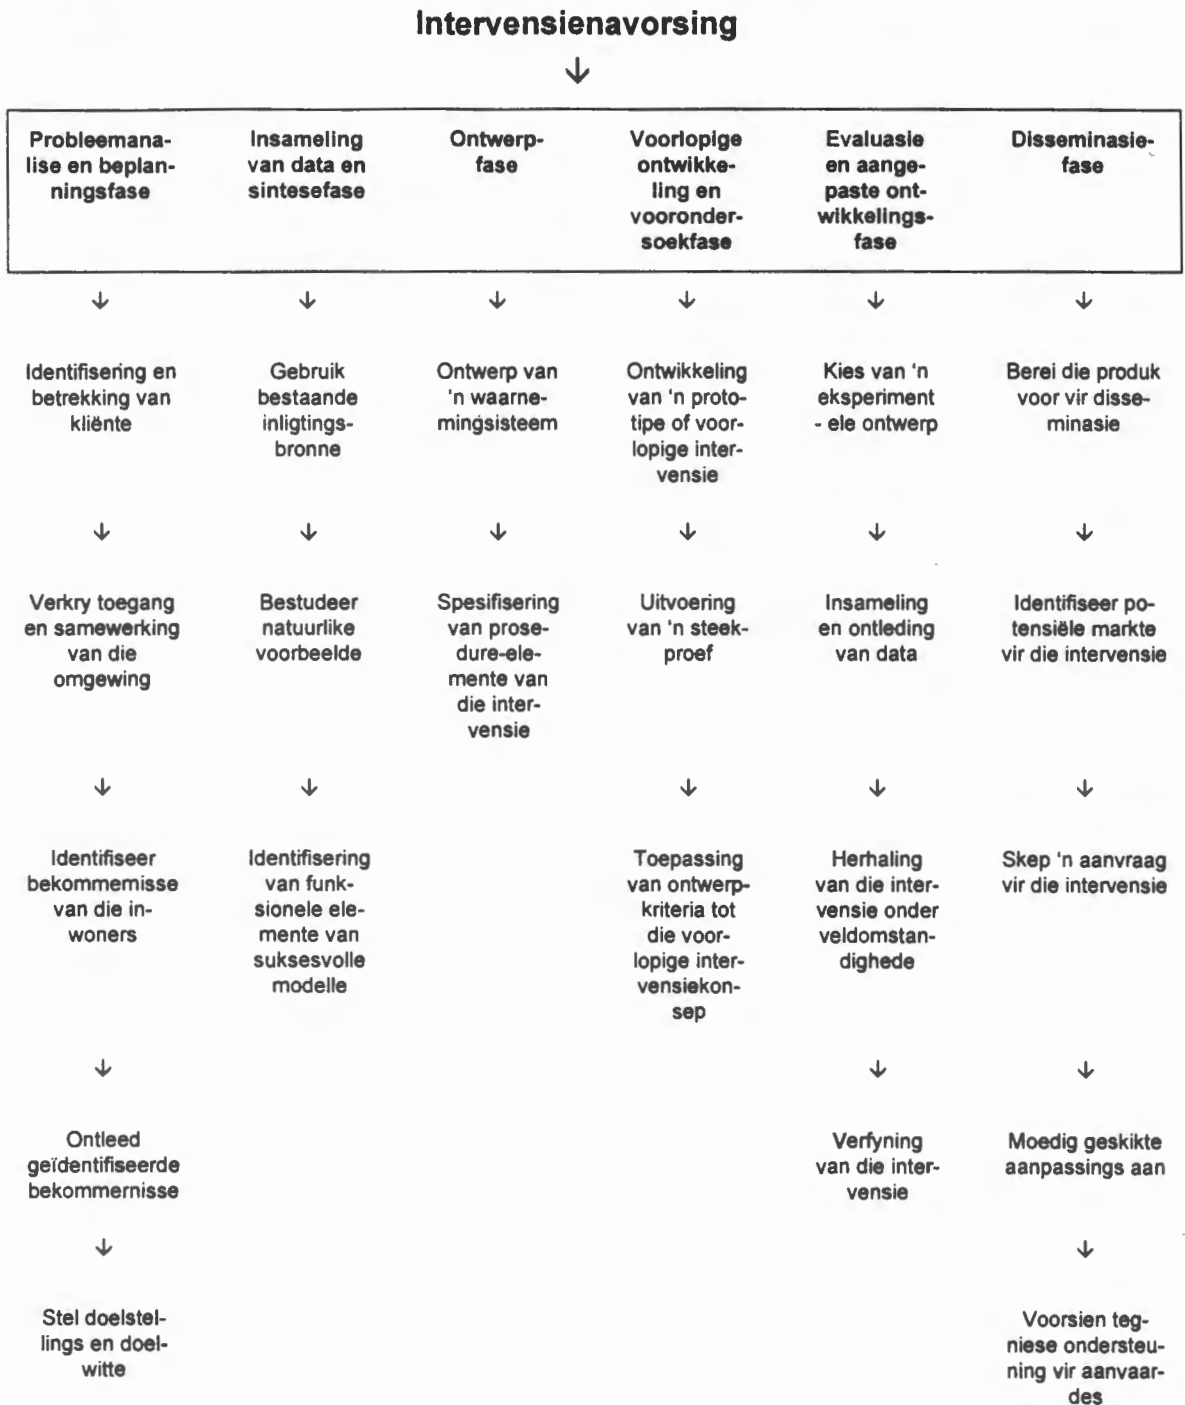 Intervensienavorsing
Probleemana-
lise en beplan-
ningsfase
Insameling
van data en
sintesefase
Ontwerp-
fase
Voorlopige
ontwikke-
ling en
vooronder-
soekfase
Evaluasie
en aange-
paste ont-
wikkelings-
fase
Disseminasie-
fase
Identifisering en
betrekking van
kliënte
Gebruik
bestaande
inligtings-
bronne
Ontwerp van
'n waarne-
mingsisteem
Ontwikkeling
van 'n proto-
tipe of voor-
lopige inter-
vensie
Kies van 'n
eksperiment
- ele ontwerp
Berei die produk
voor vir disse-
minasie
Verkry toegang
en samewerking
van die
omgewing
Bestudeer
natuurlike
voorbeelde
Spesifisering
van prose-
dure-ele-
mente van
die inter-
vensie
Uitvoering
van 'n steek-
proef
Insameling
en ontleding
van data
Identifiseer po-
tensiële markte
vir die intervensie
Identifiseer
bekommernisse
van die in-
woners
Identifisering
van funk-
sionele ele-
mente van
suksesvolle
modelle
Toepassing
van ontwerp-
kriteria tot
die voor-
lopige inter-
vensiekon-
sep
Herhaling
van die inter-
vensie onder
veldomstan-
dighede
Skep 'n aanvraag
vir die intervensie
Ontleed
geïdentifiseerde
bekommernisse
Verfyning
van die inter-
vensie
Moedig geskikte
aanpassings aan
Stel doelstel-
lings en doel-
witte
Voorsien teg-
niese ondersteu-
ning vir aanvaar-
des